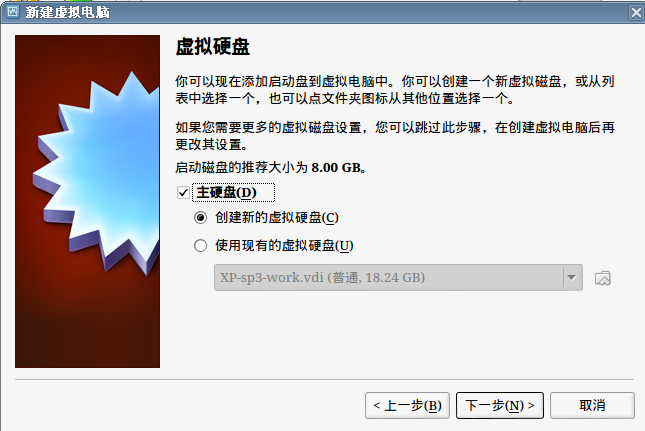 新建虚拟电脑
虚拟硬盘
你可以现在添加启动盘到虚拟电脑中。你可以创建一个新虚拟磁盘，或从列
表中选择一个，也可以点文件夹图标从其他位置选择一个。
如果您需要更多的虚拟磁盘设置，您可以跳过此步骤，在创建虚拟电脑后再
更改其设置。
启动磁盘的推荐大小为 8.00 GB。
主硬盘(D)
创建新的虚拟硬盘(C)
使用现有的虚拟硬盘(U)
XP-sp3-work.vdi (普通, 18.24 GB)
< 上一步(B)
下一步(N) >
取消